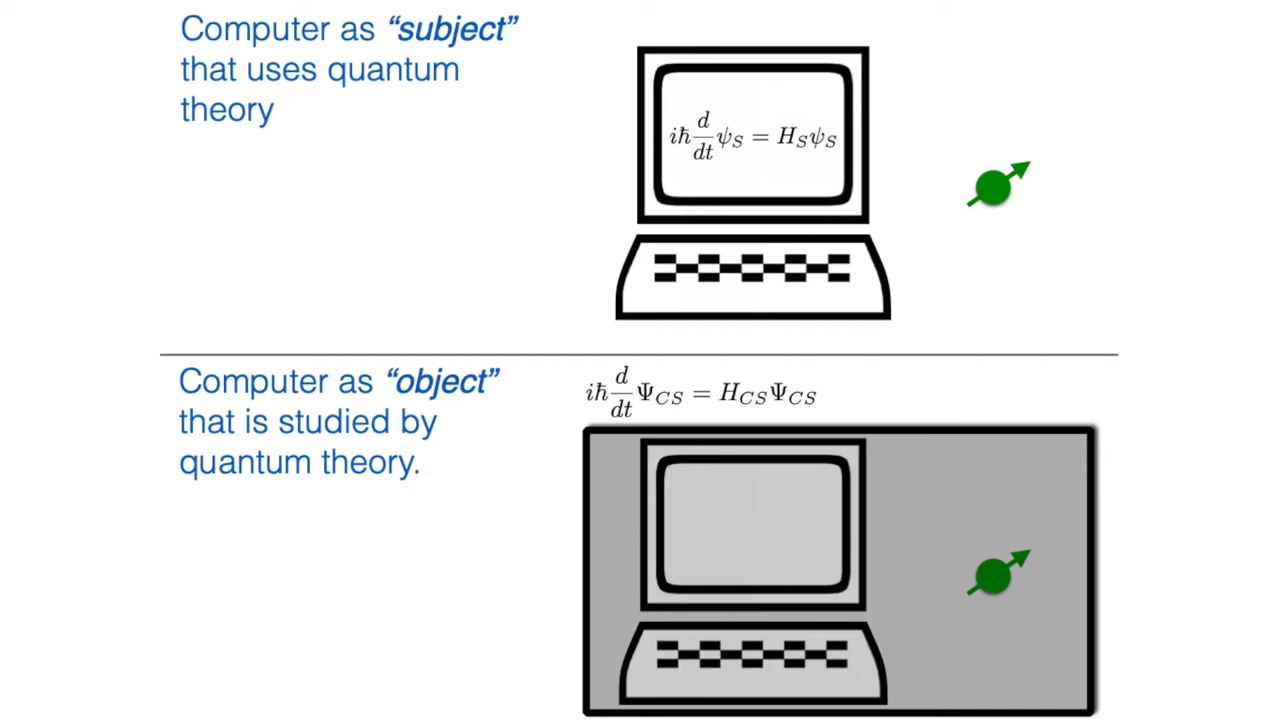 Computer as “subject”
that uses quantum
theory
iħ d/dt ψ_S = H_S ψ_S
Computer as “object”
that is studied by
quantum theory.
iħ d/dt Ψ_CS = H_CS Ψ_CS